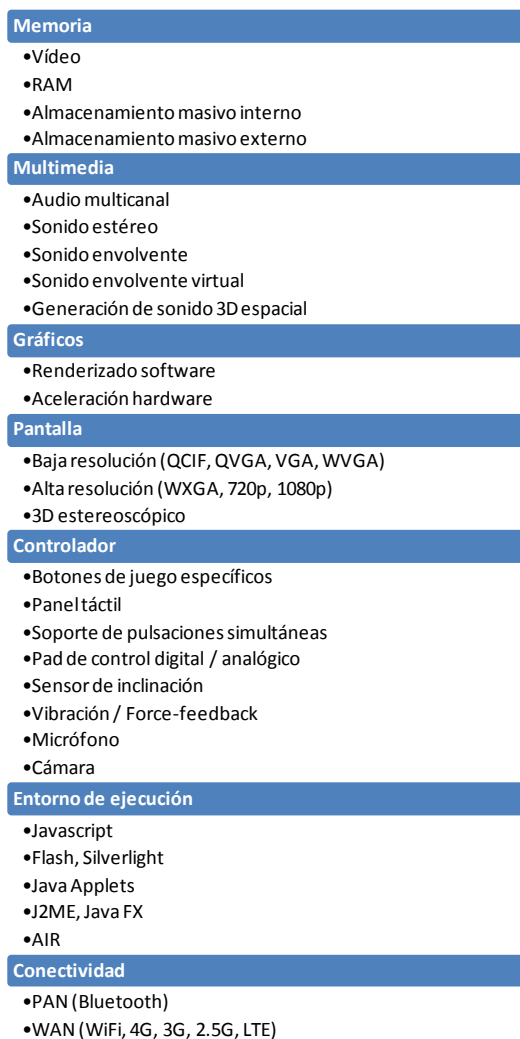 Memoria
•Vídeo
•RAM
•Almacenamiento masivo interno
•Almacenamiento masivo externo
Multimedia
•Audio multicanal
•Sonido estéreo
•Sonido envolvente
•Sonido envolvente virtual
•Generación de sonido 3D espacial
Gráficos
•Renderizado software
•Aceleración hardware
Pantalla
•Baja resolución (QCIF, QVGA, VGA, WVGA)
•Alta resolución (WXGA, 720p, 1080p)
•3D estereoscópico
Controlador
•Botones de juego específicos
•Panel táctil
•Soporte de pulsaciones simultáneas
•Pad de control digital / analógico
•Sensor de inclinación
•Vibración / Force-feedback
•Micrófono
•Cámara
Entorno de ejecución
•Javascript
•Flash, Silverlight
•Java Applets
•J2ME, Java FX
•AIR
Conectividad
•PAN (Bluetooth)
•WAN (WiFi, 4G, 3G, 2.5G, LTE)